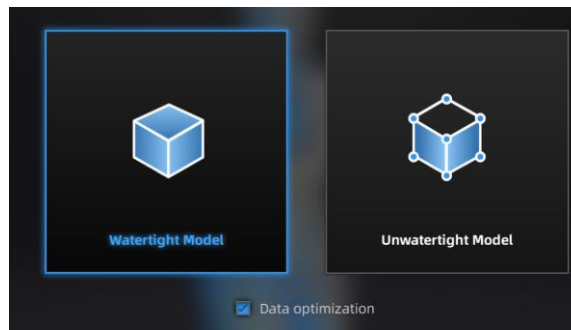 Watertight Model
Unwatertight Model
Data optimization